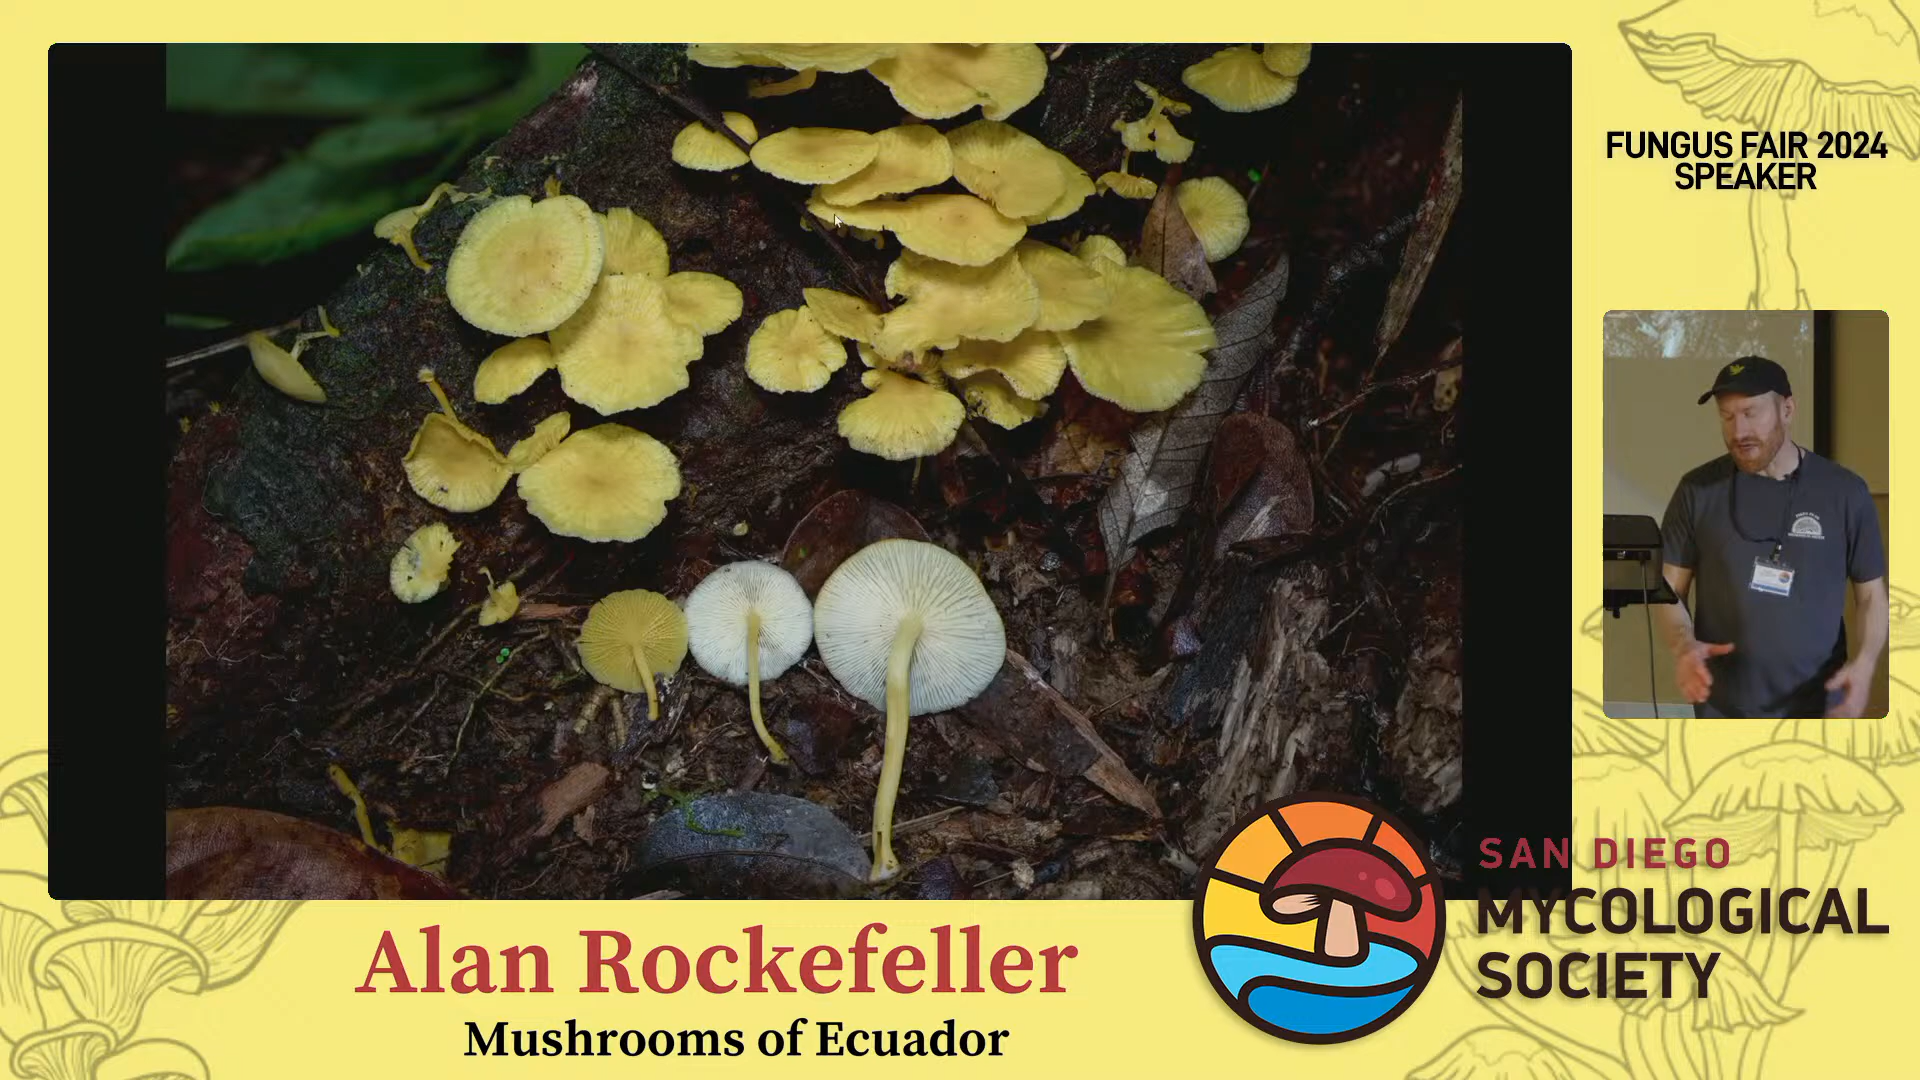 FUNGUS FAIR 2024
SPEAKER
SAN DIEGO
MYCOLOGICAL
SOCIETY
Alan Rockefeller
Mushrooms of Ecuador